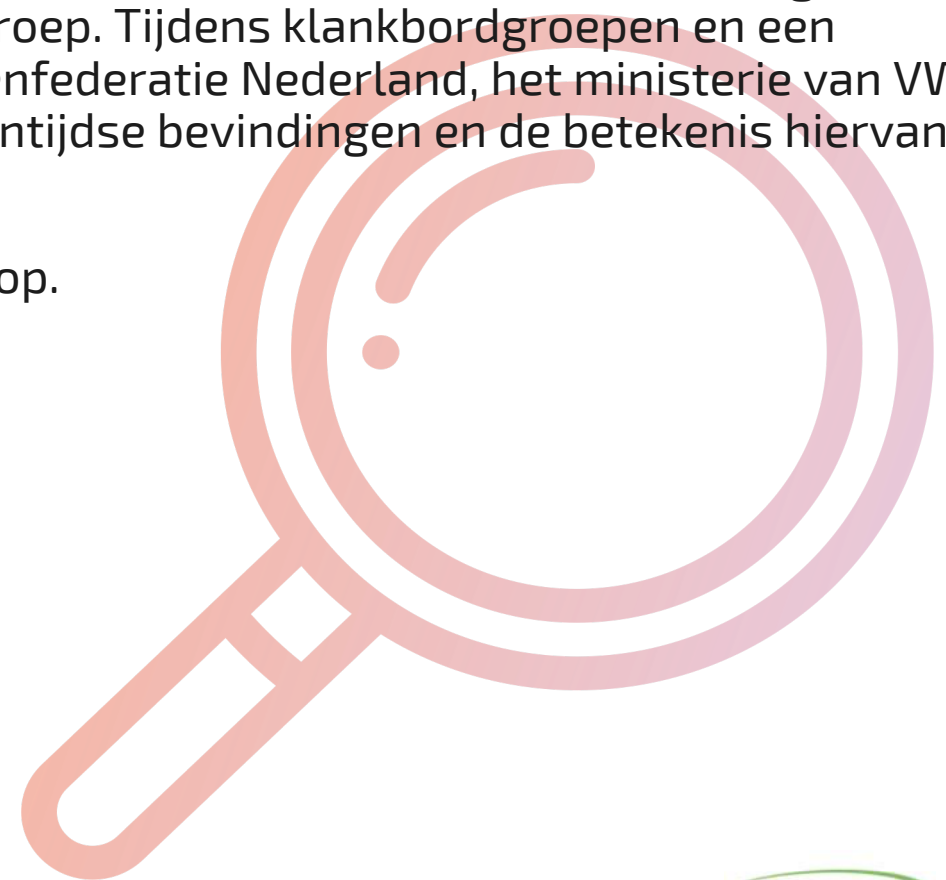 roep. Tijdens klankbordgroepen en een
nfederatie Nederland, het ministerie van VW
ntijdse bevindingen en de betekenis hiervan
op.